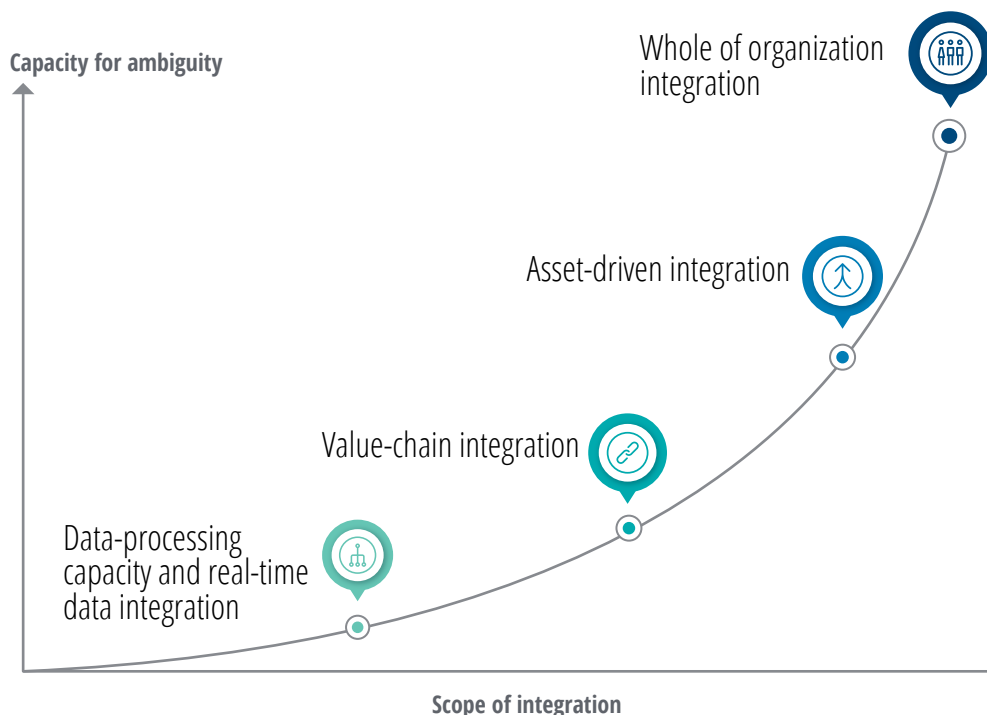 Capacity for ambiguity
Whole of organization
integration
Asset-driven integration
Value-chain integration
Data-processing
capacity and real-time
data integration
Scope of integration